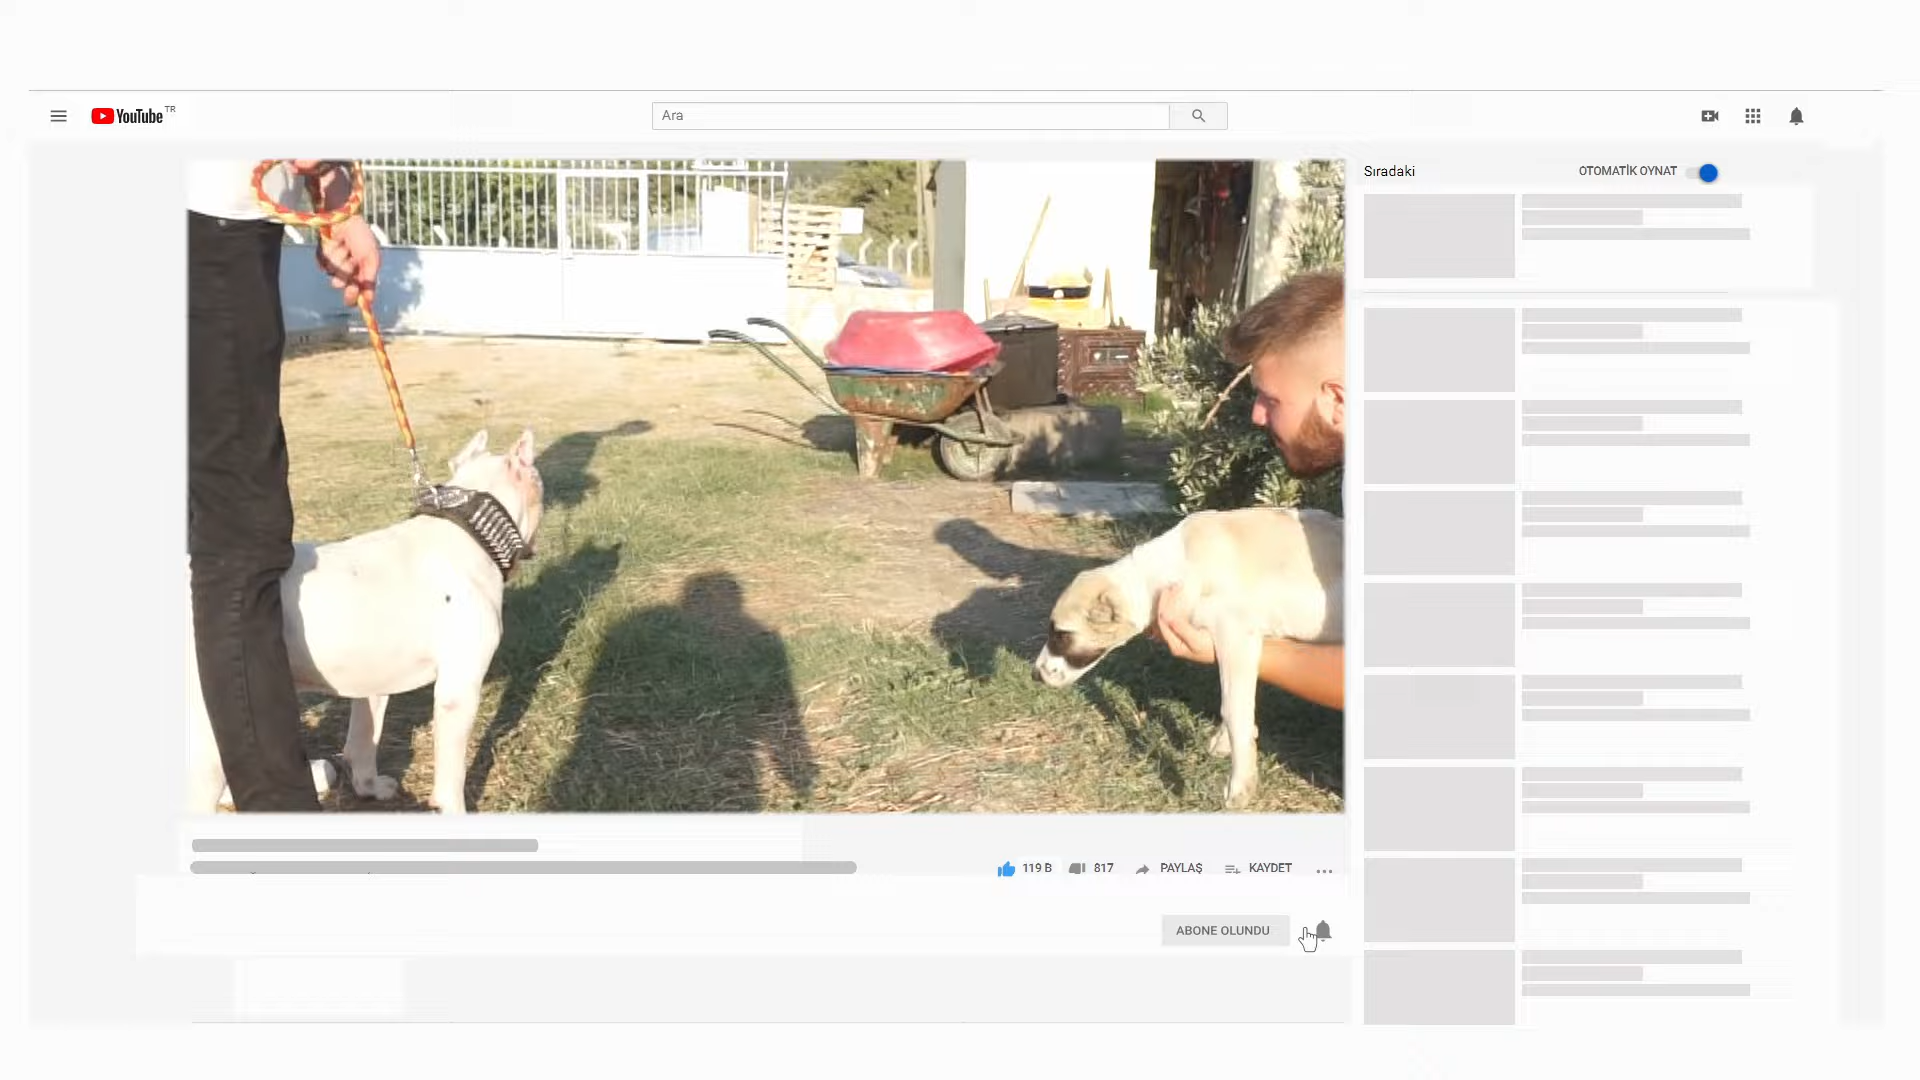 YouTube TR
Ara
Sıradaki
OTOMATİK OYNAT
119 B
817
PAYLAŞ
KAYDET
ABONE OLUNDU